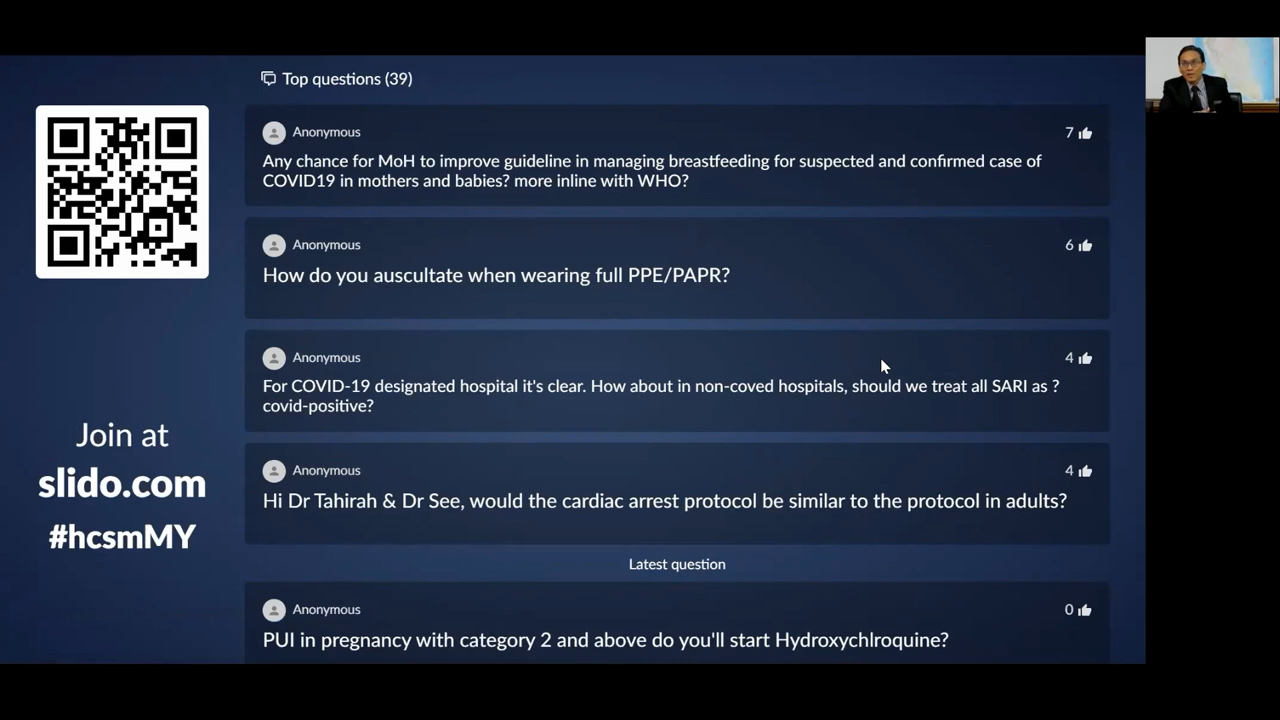 Top questions (39)
Anonymous
7
Any chance for MoH to improve guideline in managing breastfeeding for suspected and confirmed case of
COVID19 in mothers and babies? more inline with WHO?
Anonymous
6
How do you auscultate when wearing full PPE/PAPR?
Anonymous
4
For COVID-19 designated hospital it's clear. How about in non-coved hospitals, should we treat all SARI as ?
covid-positive?
Anonymous
4
Hi Dr Tahirah & Dr See, would the cardiac arrest protocol be similar to the protocol in adults?
Latest question
Anonymous
0
PUI in pregnancy with category 2 and above do you'll start Hydroxychlroquine?
Join at
slido.com
#hcsmMY